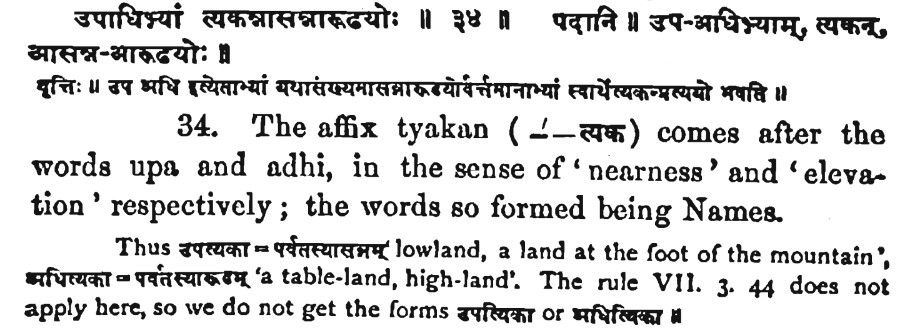 उपाधिभ्यां त्यकन्नासन्नारूढयोः ॥ ३४ ॥ पदानि ॥ उप-अधिभ्याम्, त्यकन्,
आसन्न-आरूढयोः ॥
वृत्तिः ॥ उप अधि इत्येताभ्यां यथासंख्यमासन्नारूढयोर्वर्त्तमानाभ्यां स्वार्थेत्यकन्प्रत्ययो भवति ॥
34. The affix tyakan ( –́ –त्यक ) comes after the
words upa and adhi, in the sense of ‘ nearness ’ and ‘ eleva-
tion ’ respectively ; the words so formed being Names.
Thus उपत्यका = पर्वतस्यासन्नम् ‘lowland, a land at the foot of the mountain’,
अधित्यका = पर्वतस्यारूढम् ‘a table-land, high-land’. The rule VII. 3. 44 does not
apply here, so we do not get the forms उपत्यिका or अधित्यिका ॥